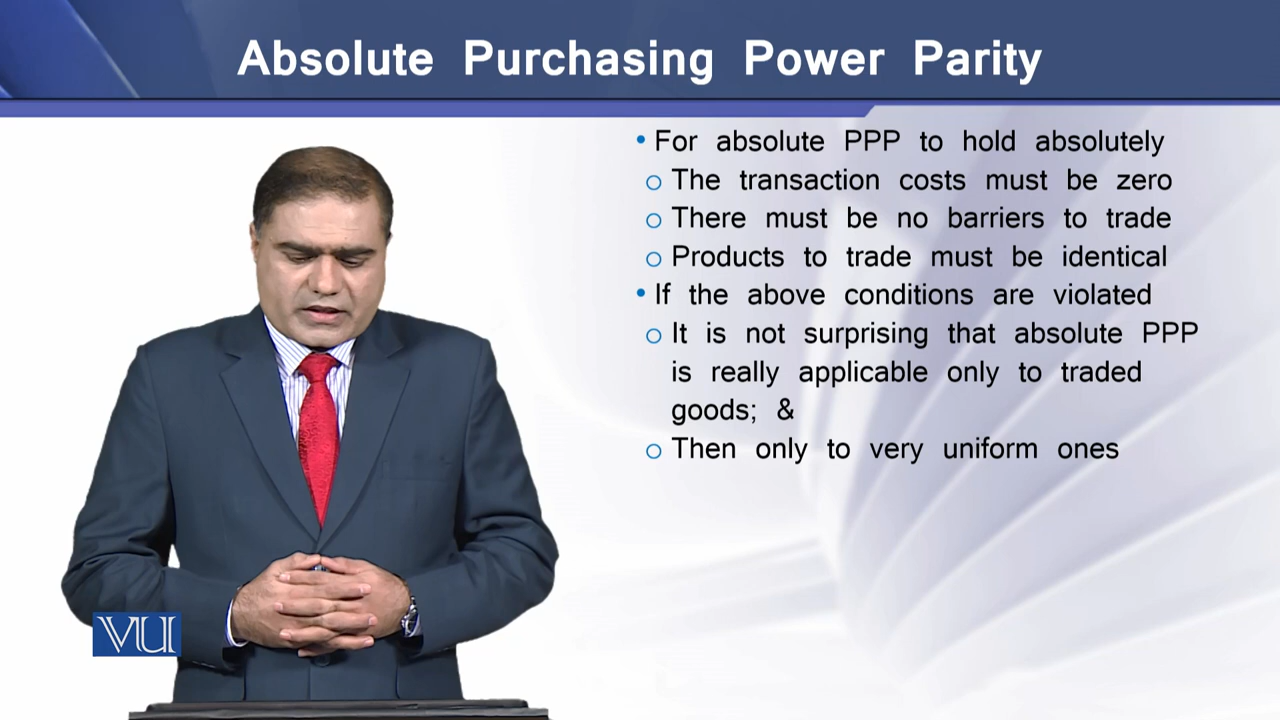 Absolute Purchasing Power Parity
• For absolute PPP to hold absolutely
o The transaction costs must be zero
o There must be no barriers to trade
o Products to trade must be identical
• If the above conditions are violated
o It is not surprising that absolute PPP
is really applicable only to traded
goods; &
o Then only to very uniform ones
VU